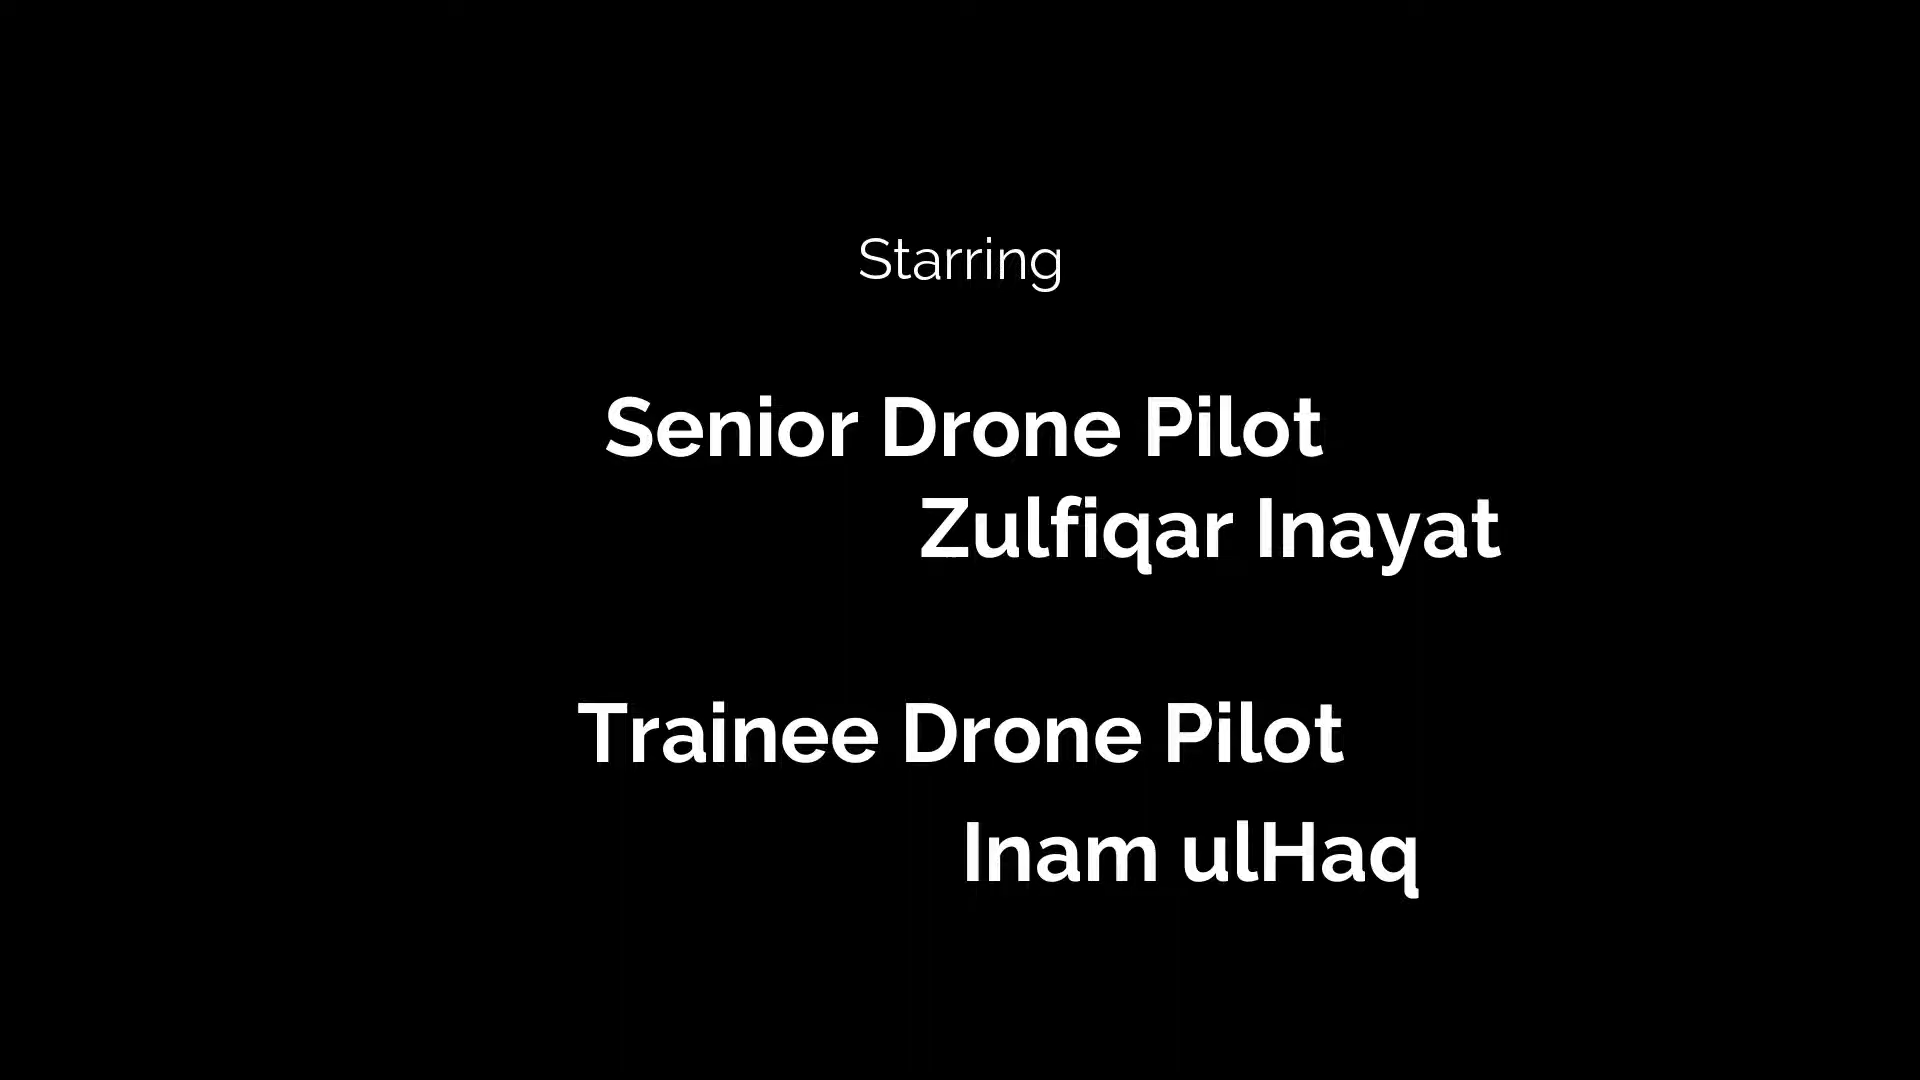 Starring
Senior Drone Pilot
Zulfiqar Inayat
Trainee Drone Pilot
Inam ulHaq